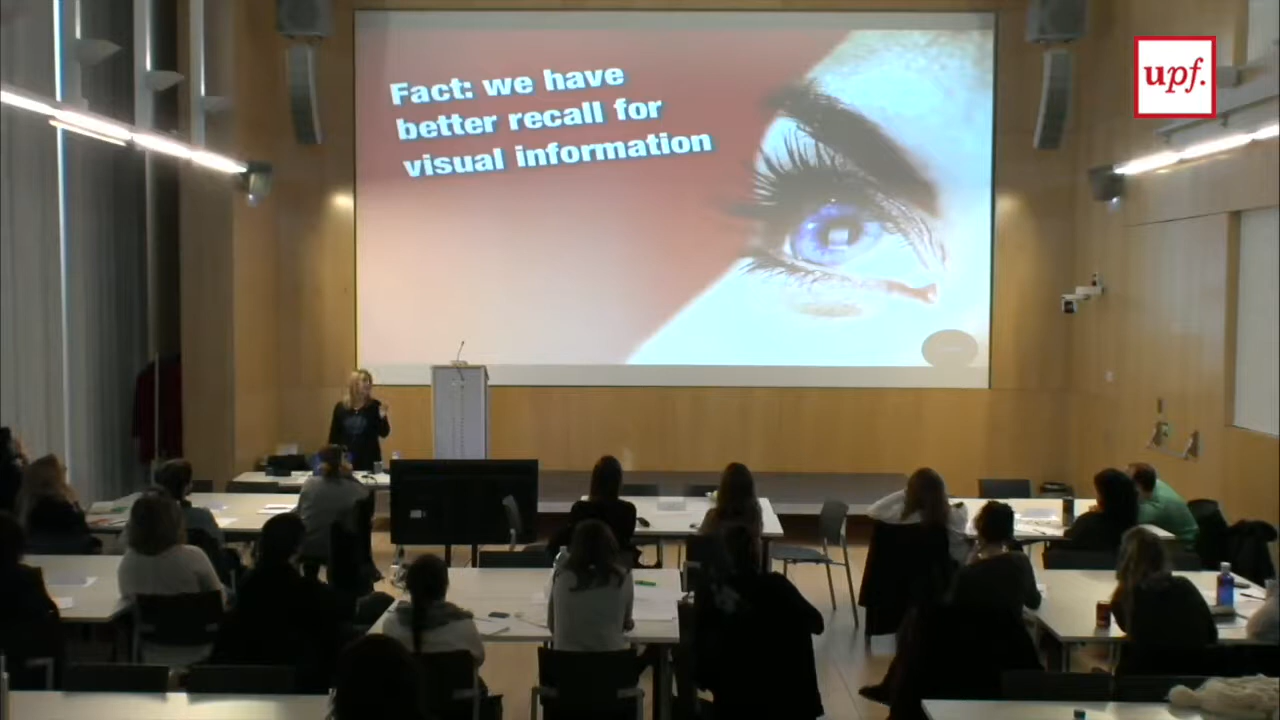 Fact: we have
better recall for
visual information
upf.